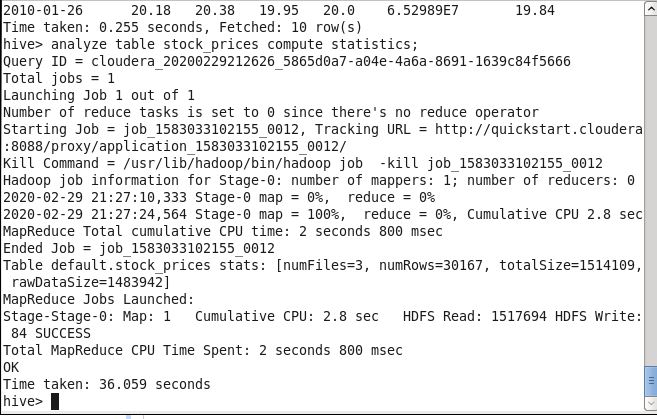 2010-01-26      20.18   20.38   19.95   20.0    6.52989E7       19.84
Time taken: 0.255 seconds, Fetched: 10 row(s)
hive> analyze table stock_prices compute statistics;
Query ID = cloudera_20200229212626_5865d0a7-a04e-4a6a-8691-1639c84f5666
Total jobs = 1
Launching Job 1 out of 1
Number of reduce tasks is set to 0 since there's no reduce operator
Starting Job = job_1583033102155_0012, Tracking URL = http://quickstart.cloudera
:8088/proxy/application_1583033102155_0012/
Kill Command = /usr/lib/hadoop/bin/hadoop job  -kill job_1583033102155_0012
Hadoop job information for Stage-0: number of mappers: 1; number of reducers: 0
2020-02-29 21:27:10,333 Stage-0 map = 0%,  reduce = 0%
2020-02-29 21:27:24,564 Stage-0 map = 100%,  reduce = 0%, Cumulative CPU 2.8 sec
MapReduce Total cumulative CPU time: 2 seconds 800 msec
Ended Job = job_1583033102155_0012
Table default.stock_prices stats: [numFiles=3, numRows=30167, totalSize=1514109,
 rawDataSize=1483942]
MapReduce Jobs Launched:
Stage-Stage-0: Map: 1   Cumulative CPU: 2.8 sec   HDFS Read: 1517694 HDFS Write:
 84 SUCCESS
Total MapReduce CPU Time Spent: 2 seconds 800 msec
OK
Time taken: 36.059 seconds
hive>